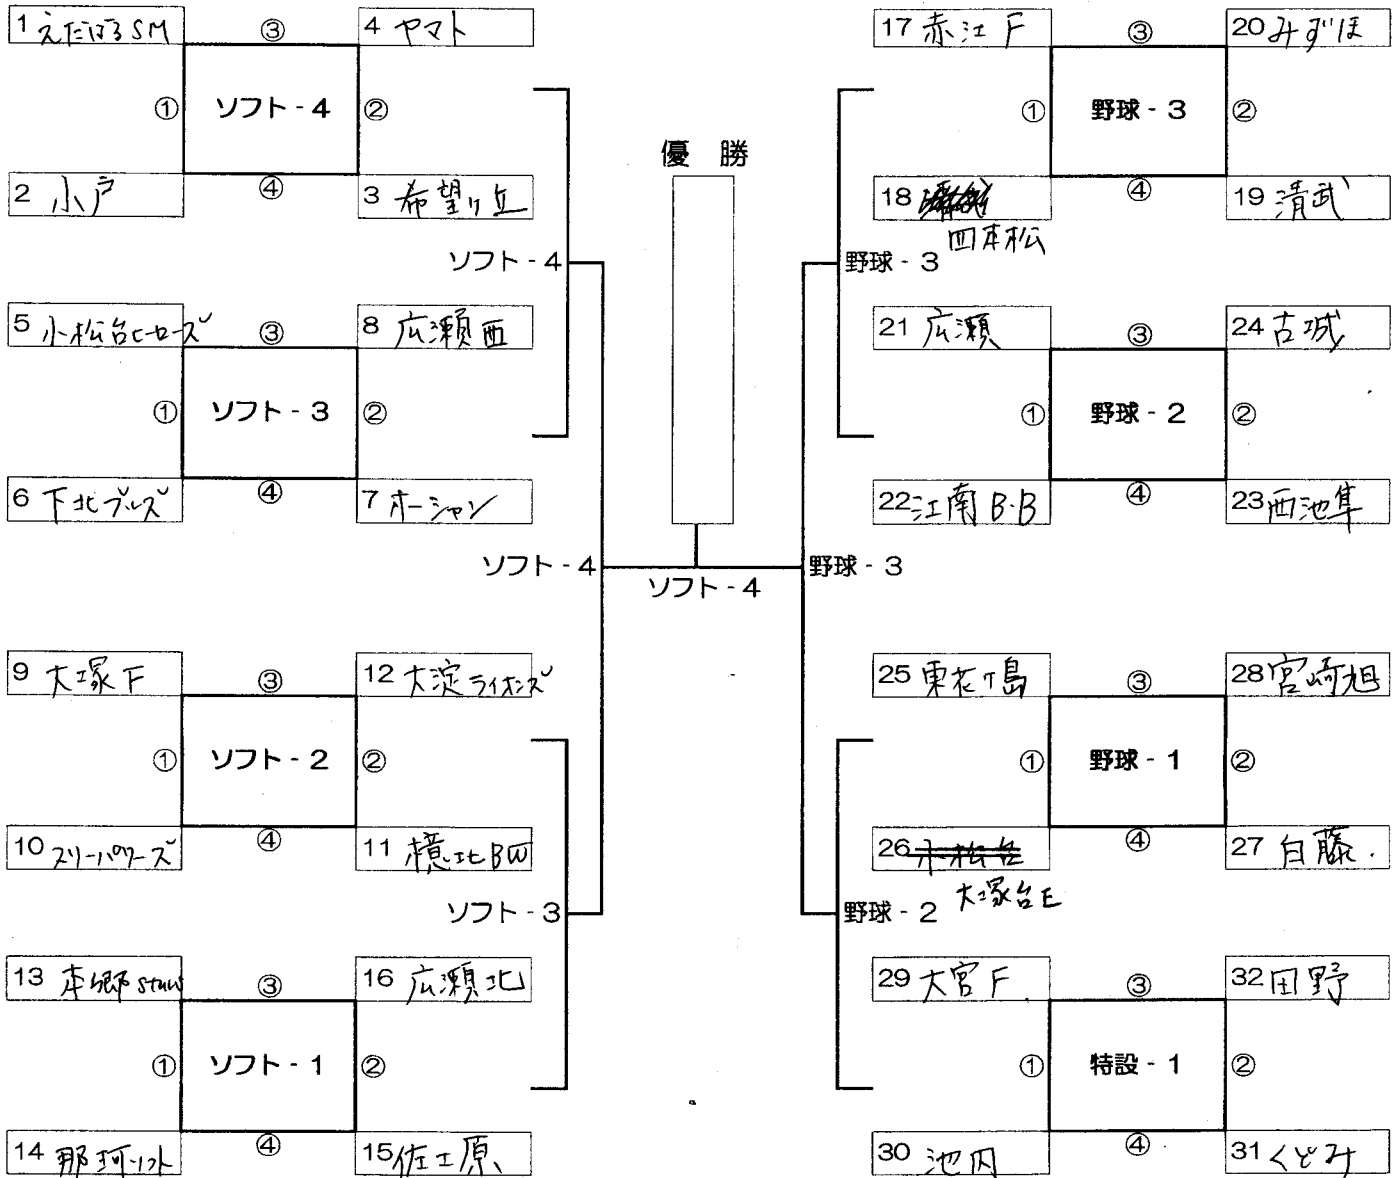 1 えだばるSM
③
4 ヤマト
① ソフト - 4 ②
2 小戸
④
3 希望ヶ丘
ソフト - 4
5 小松台ヒーローズ
③
8 広瀬西
① ソフト - 3 ②
6 下北ブルズ
④
7 オーシャン
ソフト - 4
9 大塚F
③
12 大淀ライオンズ
① ソフト - 2 ②
10 スリーパワーズ
④
11 檍北BW
ソフト - 3
13 本郷
③
16 広瀬北
① ソフト - 1 ②
14 那珂ソフト
④
15 佐土原
優 勝
ソフト - 4
17 赤江F
③
20 みずほ
① 野球 - 3 ②
18
四本松
④
19 清武
野球 - 3
21 広瀬
③
24 古城
① 野球 - 2 ②
22 江南B・B
④
23 西池隼
野球 - 3
25 東花ヶ島
③
28 宮崎旭
① 野球 - 1 ②
26 小松台
大塚台E
④
27 白藤.
野球 - 2
29 大宮F
③
32 田野
① 特設 - 1 ②
30 池内
④
31 くどみ